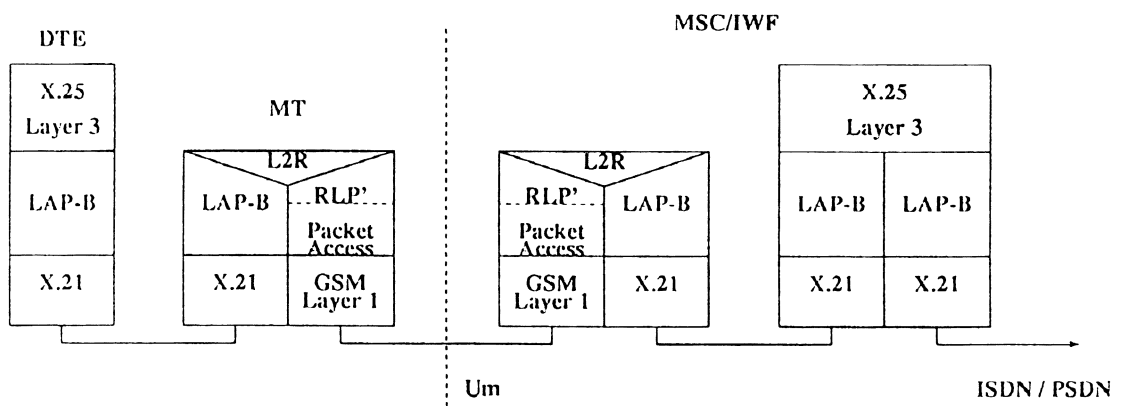 MSC/IWF
DTE
X.25
Layer 3
LAP-B
X.21
MT
L2R
LAP-B
RLP'
Packet
Access
X.21
GSM
Layer 1
L2R
RLP'
Packet
Access
LAP-B
GSM
Layer 1
X.21
X.25
Layer 3
LAP-B
LAP-B
X.21
X.21
Um
ISDN / PSDN